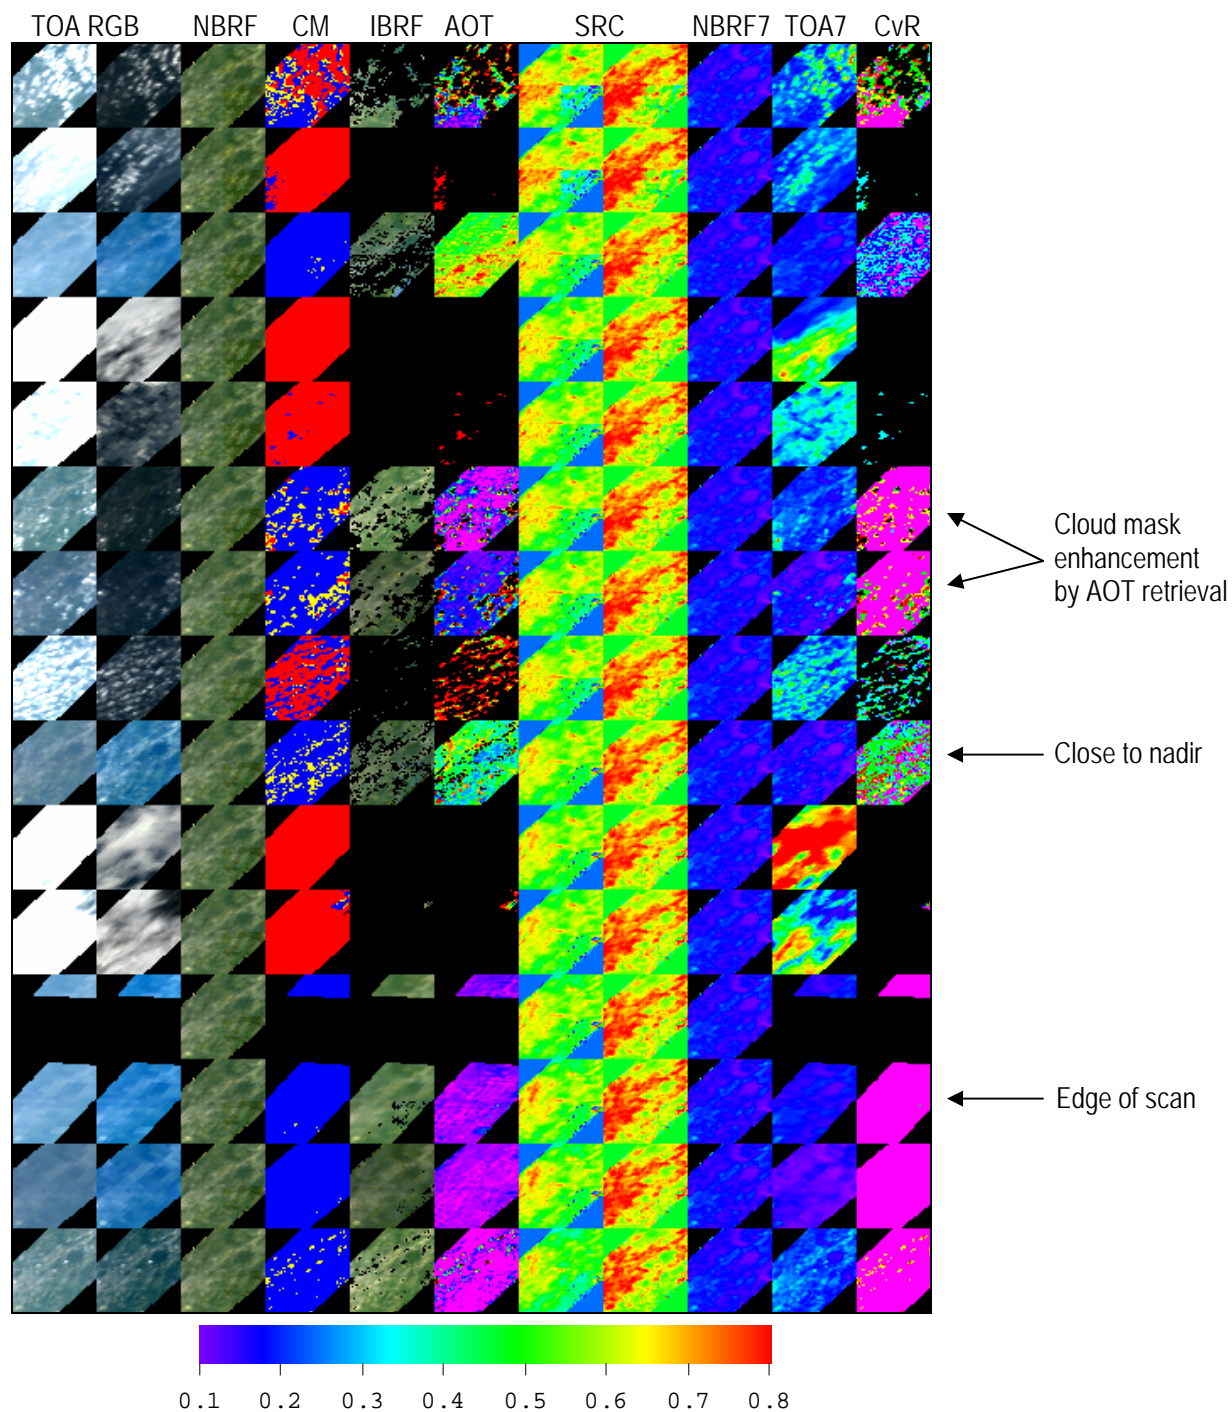 TOA RGB NBRF CM IBRF AOT SRC NBRF7 TOA7 CvR
Cloud mask
enhancement
by AOT retrieval
Close to nadir
Edge of scan
0.1 0.2 0.3 0.4 0.5 0.6 0.7 0.8